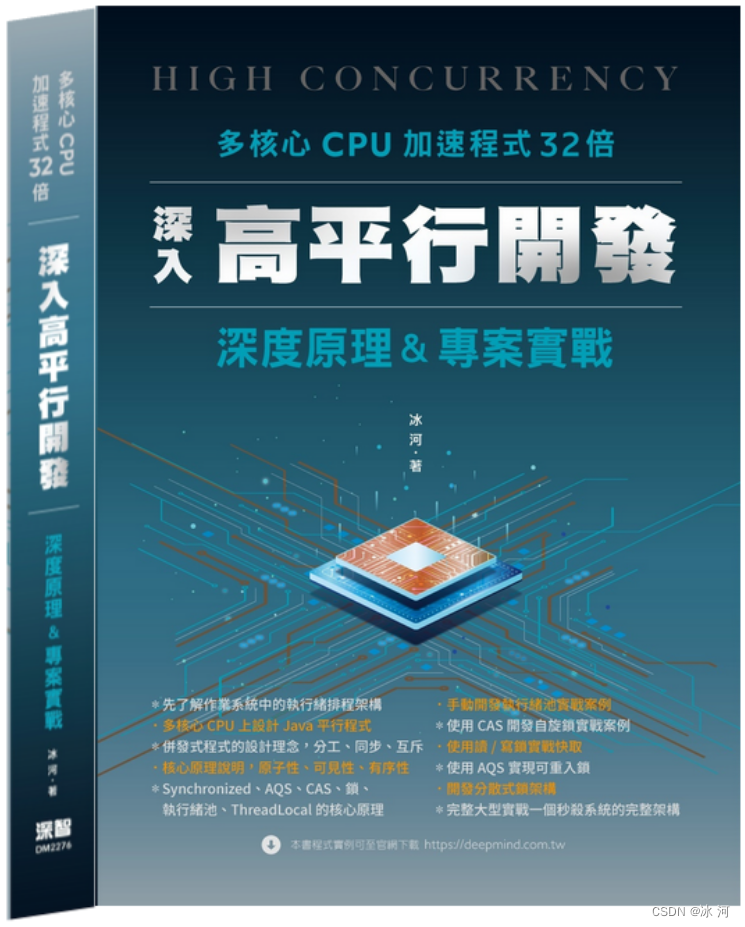 多核心 CPU
加速程式 32 倍
深入高平行開發
深度原理 & 專案實戰
冰河・著
深智
DM2276
HIGH CONCURRENCY
多核心 CPU 加速程式 32 倍
深入 高平行開發
深度原理 & 專案實戰
冰河・著
＊先了解作業系統中的執行緒排程架構
・多核心 CPU 上設計 Java 平行程式
＊併發式程式的設計理念，分工、同步、互斥
・核心原理說明，原子性、可見性、有序性
＊Synchronized、AQS、CAS、鎖、
執行緒池、ThreadLocal 的核心原理
・手動開發執行緒池實戰案例
＊使用 CAS 開發自旋鎖實戰案例
・使用讀 / 寫鎖實戰快取
＊使用 AQS 實現可重入鎖
・開發分散式鎖架構
＊完整大型實戰一個秒殺系統的完整架構
本書程式實例可至官網下載 https://deepmind.com.tw
CSDN @冰 河